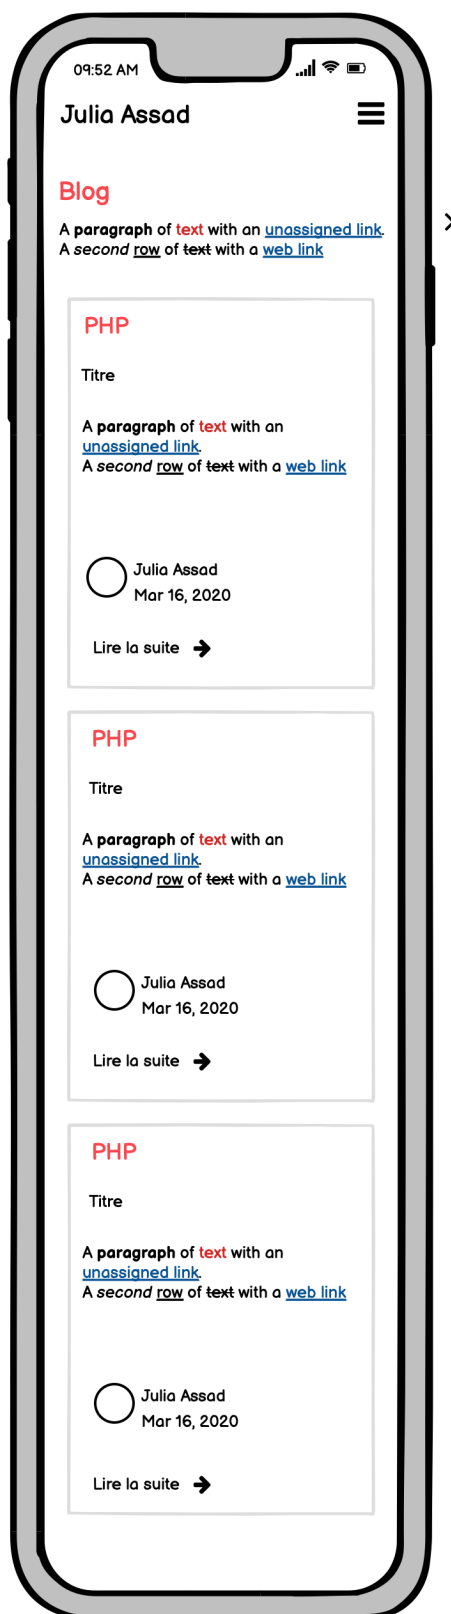 09:52 AM
Julia Assad
Blog
A paragraph of text with an unassigned link.
A second row of text with a web link
PHP
Titre
A paragraph of text with an
unassigned link.
A second row of text with a web link
Julia Assad
Mar 16, 2020
Lire la suite
PHP
Titre
A paragraph of text with an
unassigned link.
A second row of text with a web link
Julia Assad
Mar 16, 2020
Lire la suite
PHP
Titre
A paragraph of text with an
unassigned link.
A second row of text with a web link
Julia Assad
Mar 16, 2020
Lire la suite